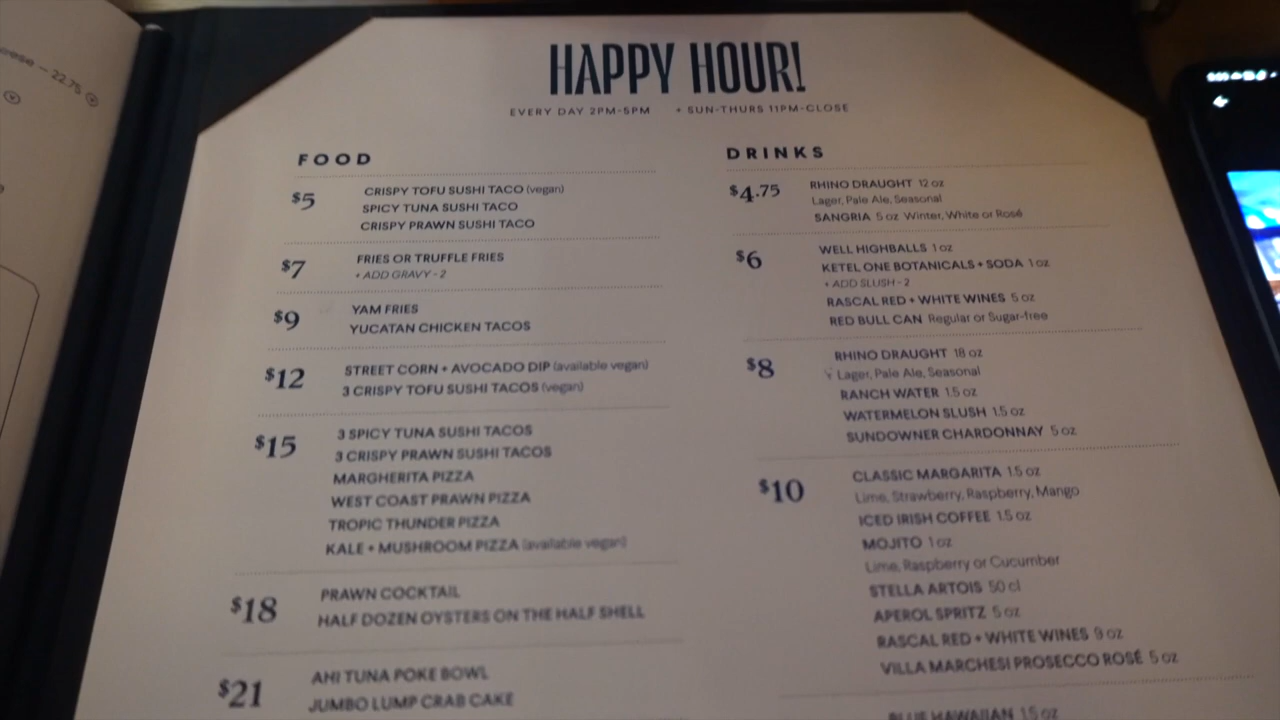 HAPPY HOUR!
EVERY DAY 2PM-5PM + SUN-THURS 11PM-CLOSE
FOOD
$5 CRISPY TOFU SUSHI TACO (vegan)
SPICY TUNA SUSHI TACO
CRISPY PRAWN SUSHI TACO
$7 FRIES OR TRUFFLE FRIES
+ ADD GRAVY - 2
$9 YAM FRIES
YUCATAN CHICKEN TACOS
$12 STREET CORN + AVOCADO DIP (available vegan)
3 CRISPY TOFU SUSHI TACOS (vegan)
$15 3 SPICY TUNA SUSHI TACOS
3 CRISPY PRAWN SUSHI TACOS
MARGHERITA PIZZA
WEST COAST PRAWN PIZZA
TROPIC THUNDER PIZZA
KALE + MUSHROOM PIZZA (available vegan)
$18 PRAWN COCKTAIL
HALF DOZEN OYSTERS ON THE HALF SHELL
$21 AHI TUNA POKE BOWL
JUMBO LUMP CRAB CAKE
DRINKS
$4.75 RHINO DRAUGHT 12 oz
Lager, Pale Ale, Seasonal
SANGRIA 5 oz Winter, White or Rosé
$6 WELL HIGHBALLS 1 oz
KETEL ONE BOTANICALS + SODA 1 oz
+ ADD SLUSH - 2
RASCAL RED + WHITE WINES 5 oz
RED BULL CAN Regular or Sugar-free
$8 RHINO DRAUGHT 18 oz
Lager, Pale Ale, Seasonal
RANCH WATER 1.5 oz
WATERMELON SLUSH 1.5 oz
SUNDOWNER CHARDONNAY 5 oz
$10 CLASSIC MARGARITA 1.5 oz
Lime, Strawberry, Raspberry, Mango
ICED IRISH COFFEE 1.5 oz
MOJITO 1 oz
Lime, Raspberry or Cucumber
STELLA ARTOIS 50 cl
APEROL SPRITZ 5 oz
RASCAL RED + WHITE WINES 9 oz
VILLA MARCHESI PROSECCO ROSÉ 5 oz
BLUE HAWAIIAN 1.5 oz
22.75